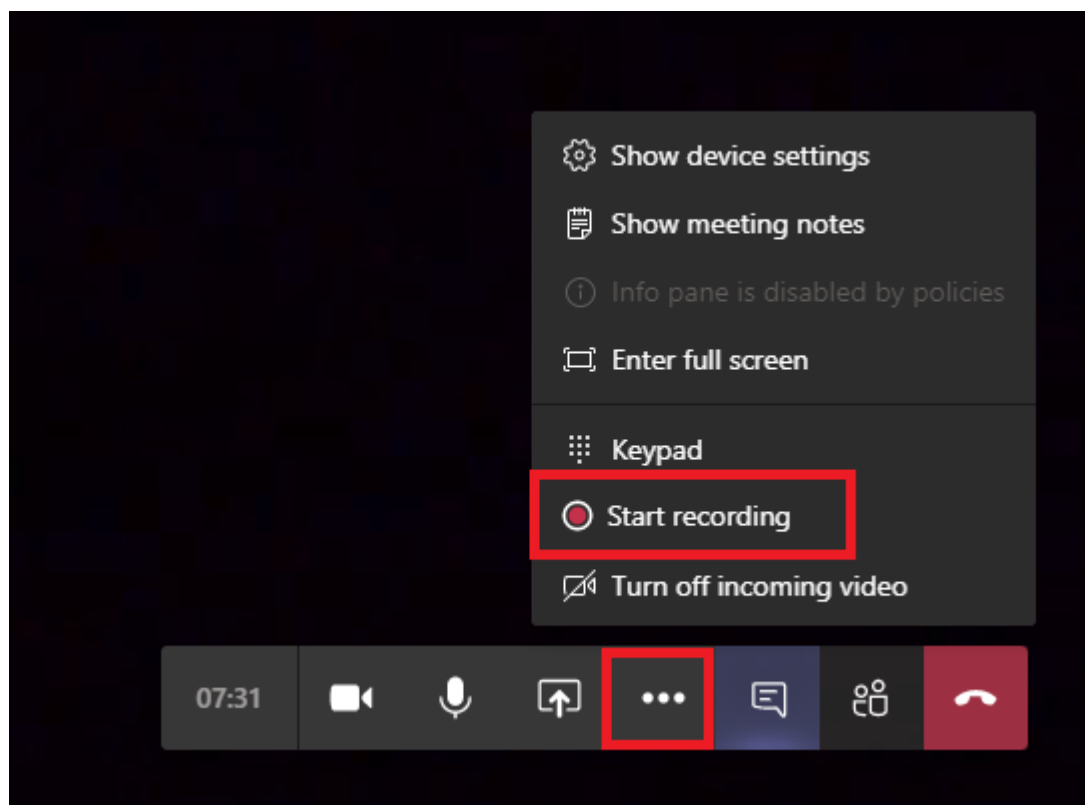 Show device settings
Show meeting notes
Info pane is disabled by policies
Enter full screen
Keypad
Start recording
Turn off incoming video
07:31